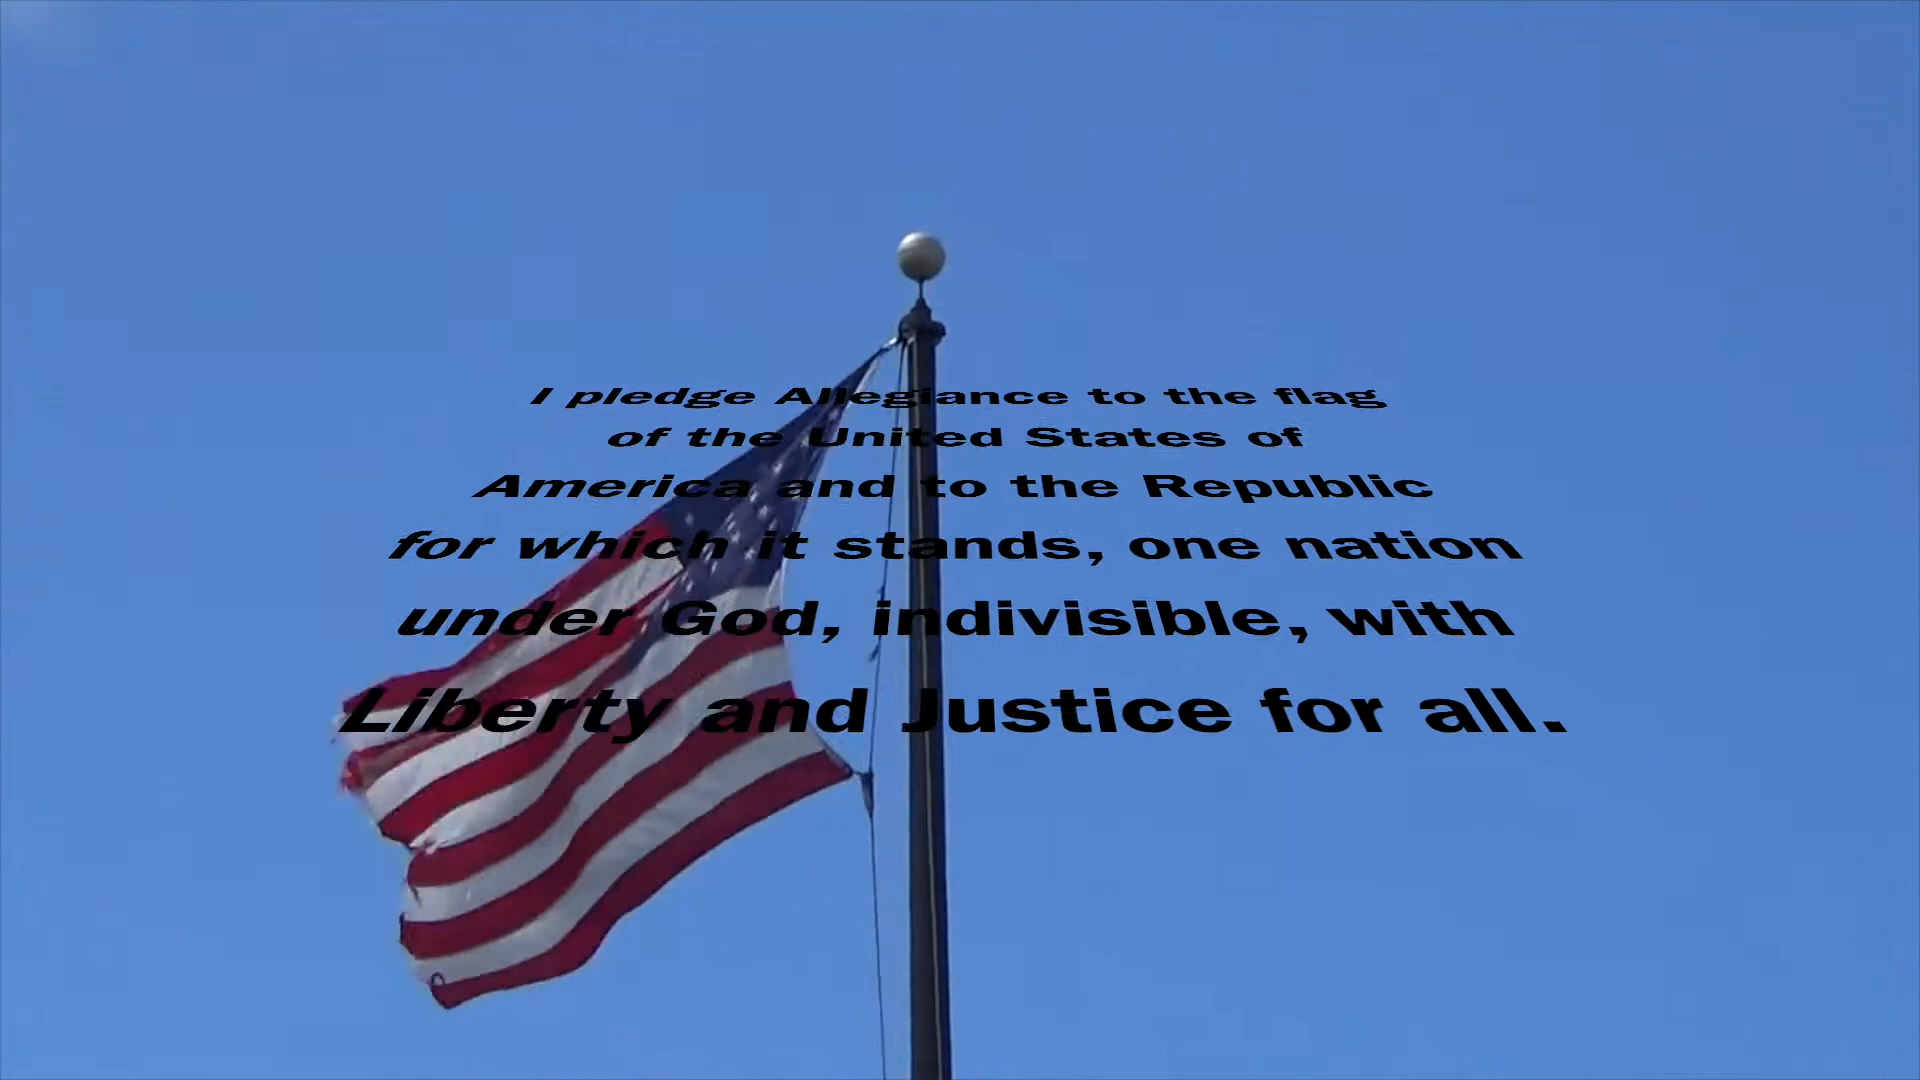 I pledge Allegiance to the flag
of the United States of
America and to the Republic
for which it stands, one nation
under God, indivisible, with
Liberty and Justice for all.